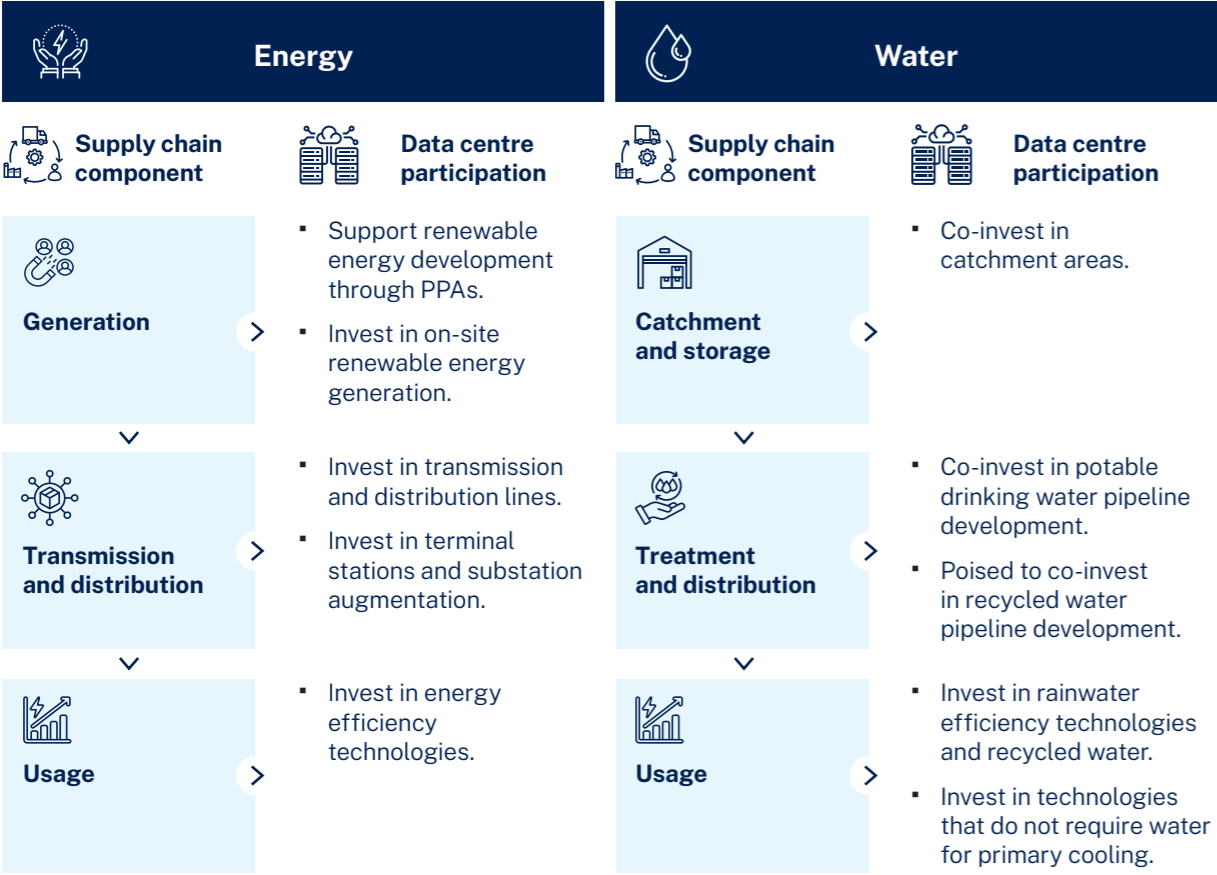 Energy
Supply chain
component
Data centre
participation
Generation
▪ Support renewable
energy development
through PPAs.
▪ Invest in on-site
renewable energy
generation.
Transmission
and distribution
▪ Invest in transmission
and distribution lines.
▪ Invest in terminal
stations and substation
augmentation.
Usage
▪ Invest in energy
efficiency
technologies.
Water
Supply chain
component
Data centre
participation
Catchment
and storage
▪ Co-invest in
catchment areas.
Treatment
and distribution
▪ Co-invest in potable
drinking water pipeline
development.
▪ Poised to co-invest
in recycled water
pipeline development.
Usage
▪ Invest in rainwater
efficiency technologies
and recycled water.
▪ Invest in technologies
that do not require water
for primary cooling.